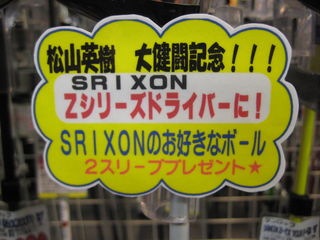 松山英樹 大健闘記念!!!
SRIXON
Zシリーズドライバーに!
SRIXONのお好きなボール
2スリーブプレゼント★